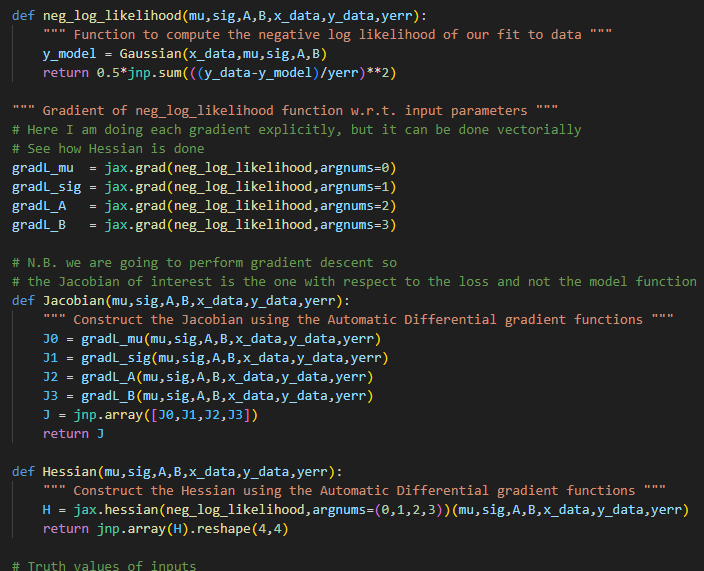 def neg_log_likelihood(mu,sig,A,B,x_data,y_data,yerr):
    """ Function to compute the negative log likelihood of our fit to data """
    y_model = Gaussian(x_data,mu,sig,A,B)
    return 0.5*jnp.sum(((y_data-y_model)/yerr)**2)

""" Gradient of neg_log_likelihood function w.r.t. input parameters """
# Here I am doing each gradient explicitly, but it can be done vectorially
# See how Hessian is done
gradL_mu  = jax.grad(neg_log_likelihood,argnums=0)
gradL_sig = jax.grad(neg_log_likelihood,argnums=1)
gradL_A   = jax.grad(neg_log_likelihood,argnums=2)
gradL_B   = jax.grad(neg_log_likelihood,argnums=3)

# N.B. we are going to perform gradient descent so
# the Jacobian of interest is the one with respect to the loss and not the model function
def Jacobian(mu,sig,A,B,x_data,y_data,yerr):
    """ Construct the Jacobian using the Automatic Differential gradient functions """
    J0 = gradL_mu(mu,sig,A,B,x_data,y_data,yerr)
    J1 = gradL_sig(mu,sig,A,B,x_data,y_data,yerr)
    J2 = gradL_A(mu,sig,A,B,x_data,y_data,yerr)
    J3 = gradL_B(mu,sig,A,B,x_data,y_data,yerr)
    J = jnp.array([J0,J1,J2,J3])
    return J

def Hessian(mu,sig,A,B,x_data,y_data,yerr):
    """ Construct the Hessian using the Automatic Differential gradient functions """
    H = jax.hessian(neg_log_likelihood,argnums=(0,1,2,3))(mu,sig,A,B,x_data,y_data,yerr)
    return jnp.array(H).reshape(4,4)

# Truth values of inputs